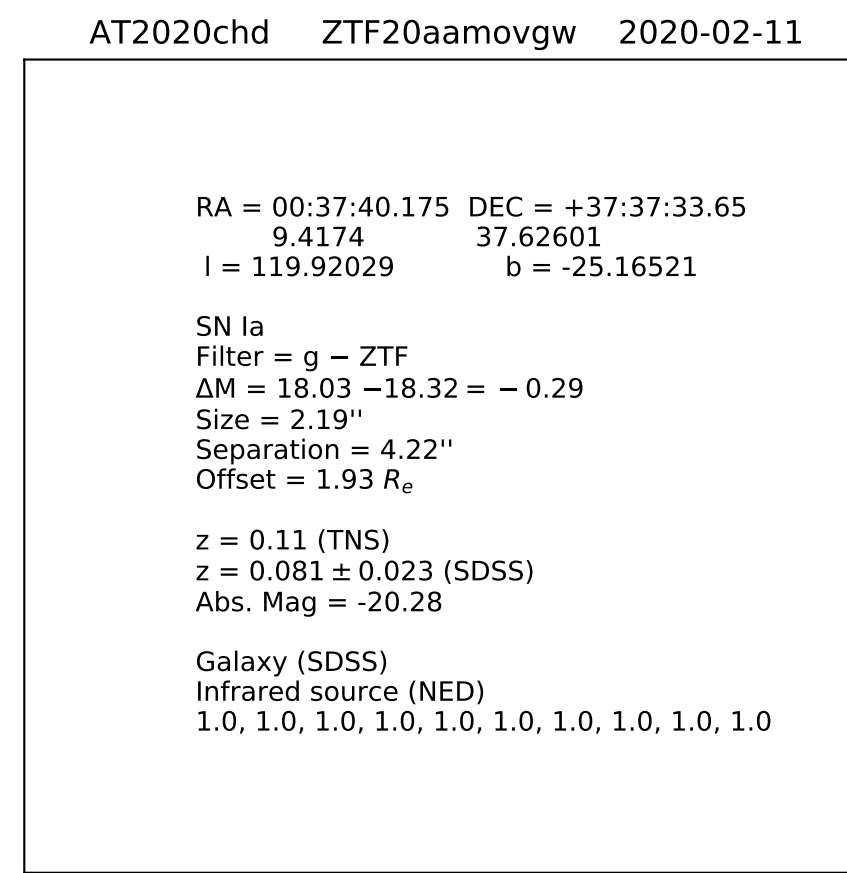 AT2020chd ZTF20aamovgw 2020-02-11
RA = 00:37:40.175 DEC = +37:37:33.65
9.4174 37.62601
l = 119.92029 b = -25.16521
SN Ia
Filter = g − ZTF
ΔM = 18.03 −18.32 = − 0.29
Size = 2.19''
Separation = 4.22''
Offset = 1.93 Rₑ
z = 0.11 (TNS)
z = 0.081 ± 0.023 (SDSS)
Abs. Mag = -20.28
Galaxy (SDSS)
Infrared source (NED)
1.0, 1.0, 1.0, 1.0, 1.0, 1.0, 1.0, 1.0, 1.0, 1.0